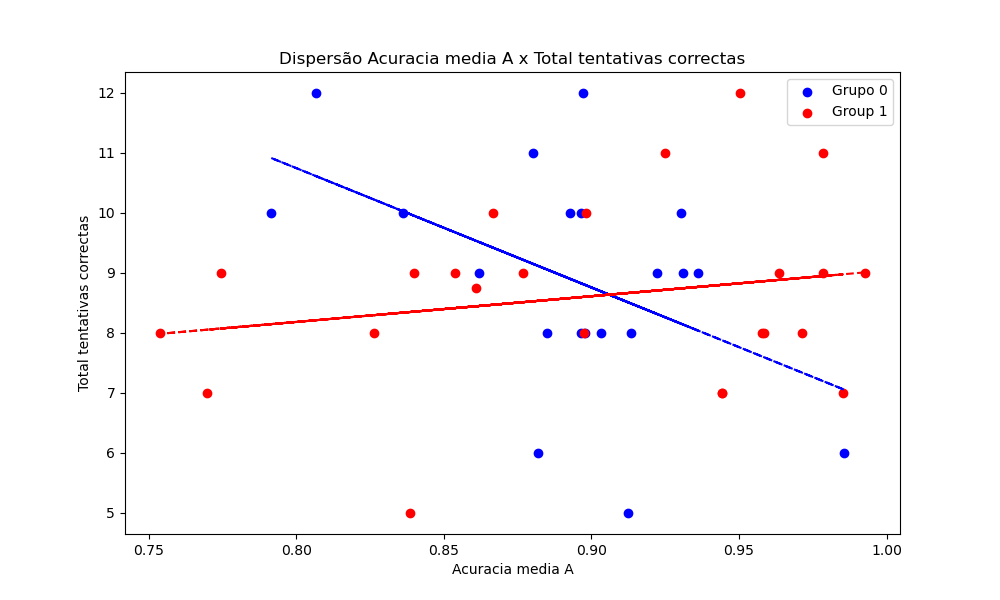 Dispersão Acuracia media A x Total tentativas correctas
Grupo 0
Group 1
Total tentativas correctas
12
11
10
9
8
7
6
5
0.75 0.80 0.85 0.90 0.95 1.00
Acuracia media A